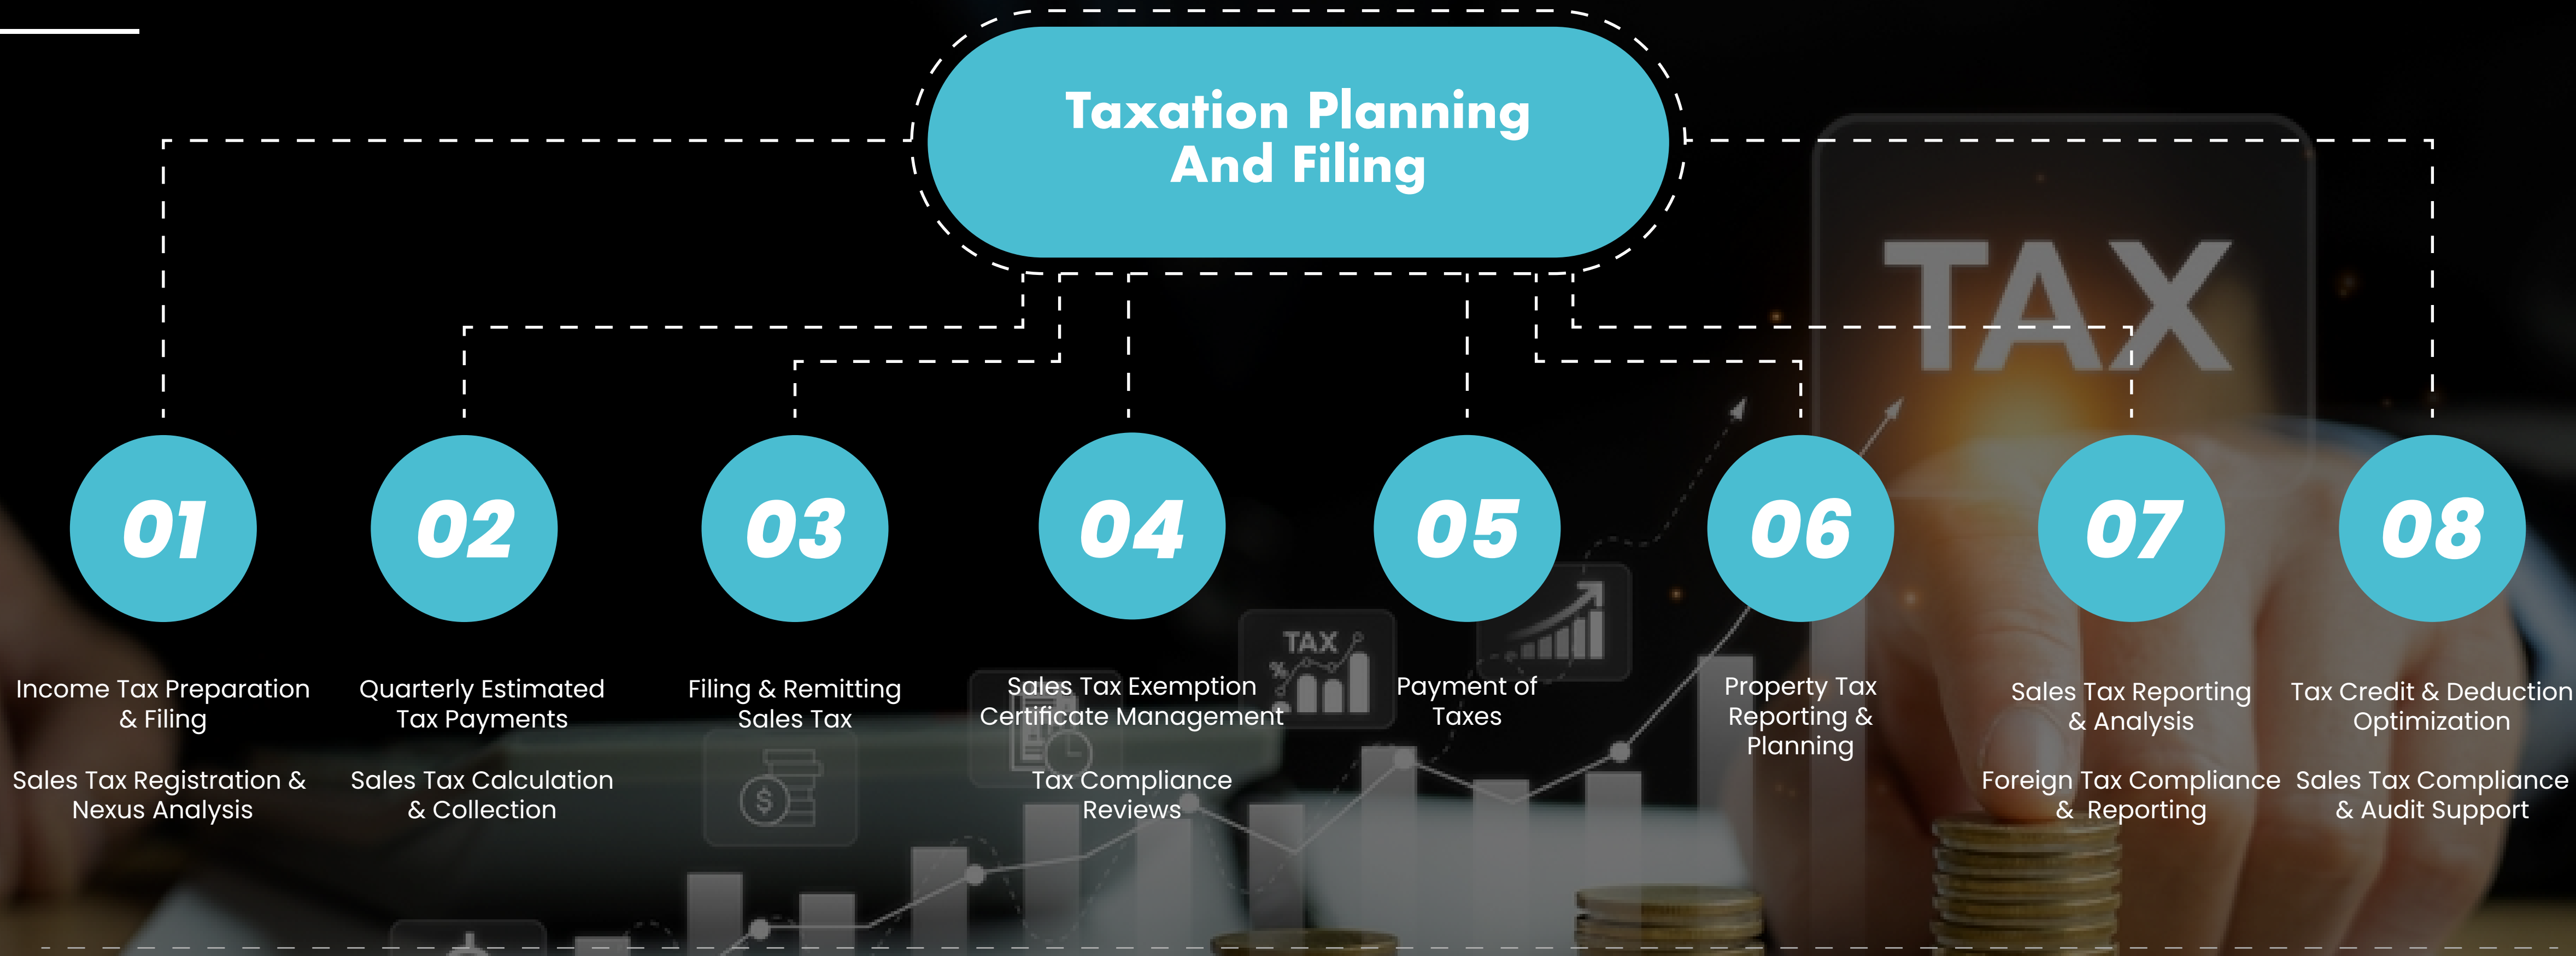 Taxation Planning
And Filing
TAX
01
02
03
04
05
06
07
08
TAX
%
$
Income Tax Preparation
& Filing
Sales Tax Registration &
Nexus Analysis
Quarterly Estimated
Tax Payments
Sales Tax Calculation
& Collection
Filing & Remitting
Sales Tax
Sales Tax Exemption
Certificate Management
Tax Compliance
Reviews
Payment of
Taxes
Property Tax
Reporting &
Planning
Sales Tax Reporting
& Analysis
Foreign Tax Compliance
& Reporting
Tax Credit & Deduction
Optimization
Sales Tax Compliance
& Audit Support